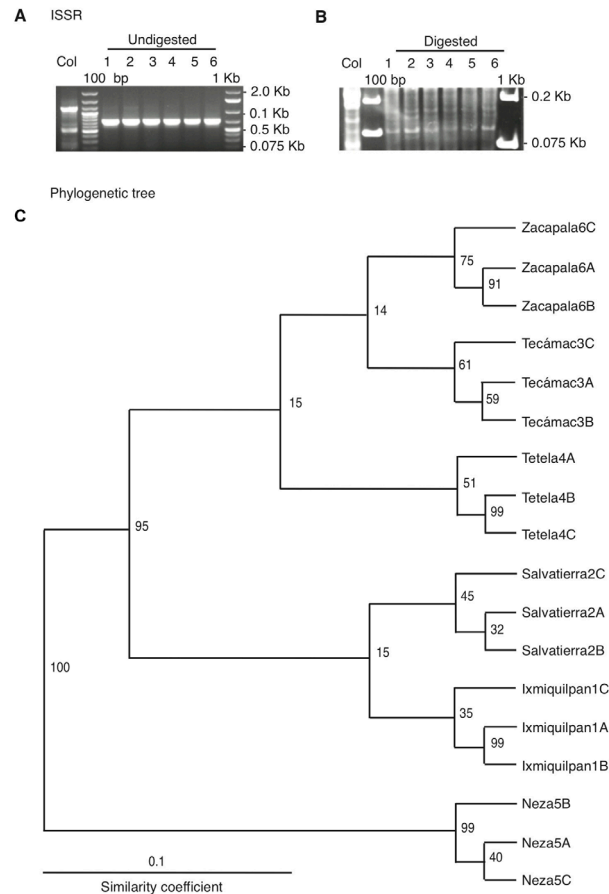 A ISSR
Undigested
Col 1 2 3 4 5 6
100 bp 1 Kb
2.0 Kb
0.1 Kb
0.5 Kb
0.075 Kb
B
Digested
Col 1 2 3 4 5 6
100 bp 1 Kb
0.2 Kb
0.075 Kb
Phylogenetic tree
C
Zacapala6C
75
Zacapala6A
91
Zacapala6B
14
Tecámac3C
61
Tecámac3A
59
Tecámac3B
15
Tetela4A
51
Tetela4B
99
Tetela4C
95
Salvatierra2C
45
Salvatierra2A
32
Salvatierra2B
15
100
Ixmiquilpan1C
35
Ixmiquilpan1A
99
Ixmiquilpan1B
Neza5B
99
Neza5A
40
Neza5C
0.1
Similarity coefficient